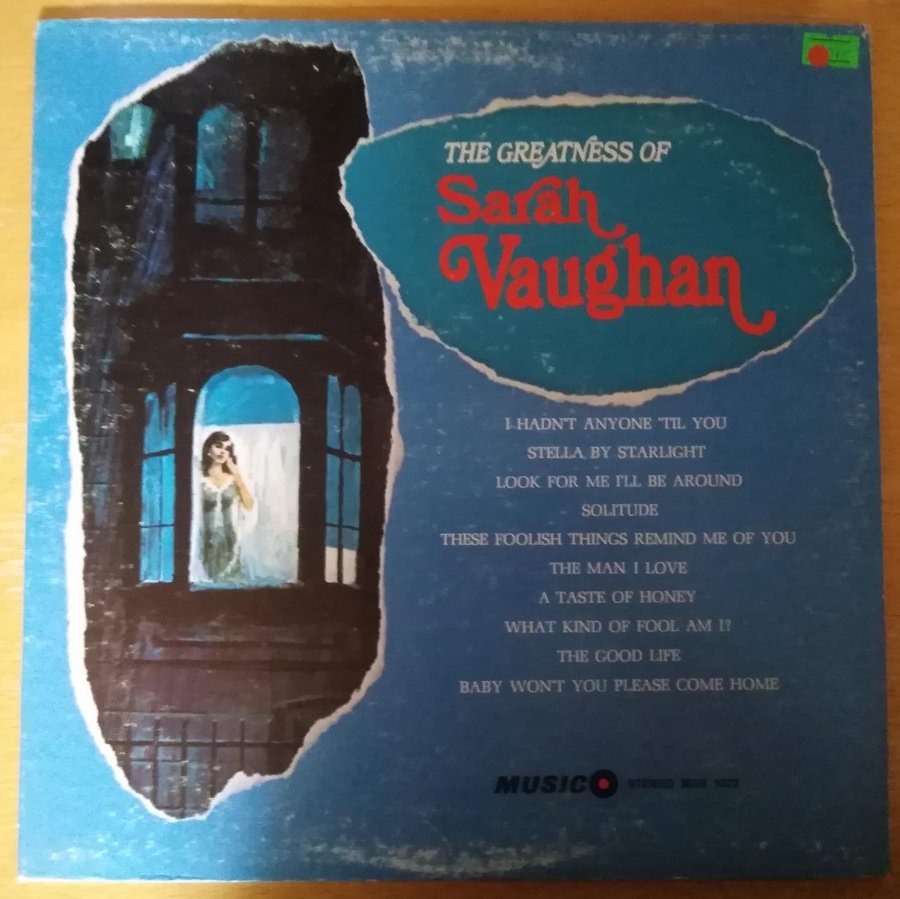 THE GREATNESS OF
Sarah
Vaughan
I HADN'T ANYONE 'TIL YOU
STELLA BY STARLIGHT
LOOK FOR ME I'LL BE AROUND
SOLITUDE
THESE FOOLISH THINGS REMIND ME OF YOU
THE MAN I LOVE
A TASTE OF HONEY
WHAT KIND OF FOOL AM I?
THE GOOD LIFE
BABY WON'T YOU PLEASE COME HOME
MUSICO STEREO